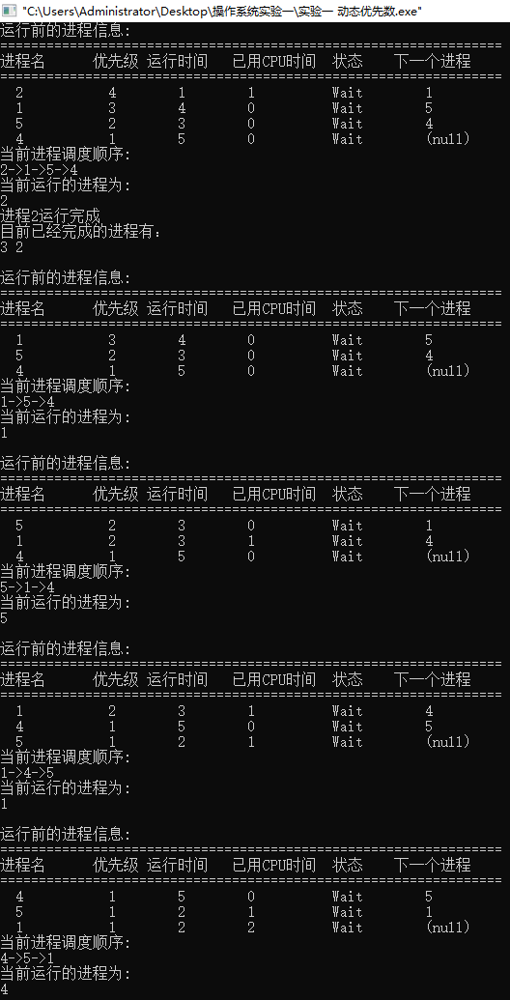 "C:\Users\Administrator\Desktop\操作系统实验一\实验一 动态优先数.exe"
运行前的进程信息:
=================================================================
进程名 优先级 运行时间 已用CPU时间 状态 下一个进程
=================================================================
2 4 1 1 Wait 1
1 3 4 0 Wait 5
5 2 3 0 Wait 4
4 1 5 0 Wait (null)
当前进程调度顺序:
2->1->5->4
当前运行的进程为:
2
进程2运行完成
目前已经完成的进程有:
3 2
运行前的进程信息:
=================================================================
进程名 优先级 运行时间 已用CPU时间 状态 下一个进程
=================================================================
1 3 4 0 Wait 5
5 2 3 0 Wait 4
4 1 5 0 Wait (null)
当前进程调度顺序:
1->5->4
当前运行的进程为:
1
运行前的进程信息:
=================================================================
进程名 优先级 运行时间 已用CPU时间 状态 下一个进程
=================================================================
5 2 3 0 Wait 1
1 2 3 1 Wait 4
4 1 5 0 Wait (null)
当前进程调度顺序:
5->1->4
当前运行的进程为:
5
运行前的进程信息:
=================================================================
进程名 优先级 运行时间 已用CPU时间 状态 下一个进程
=================================================================
1 2 3 1 Wait 4
4 1 5 0 Wait 5
5 1 2 1 Wait (null)
当前进程调度顺序:
1->4->5
当前运行的进程为:
1
运行前的进程信息:
=================================================================
进程名 优先级 运行时间 已用CPU时间 状态 下一个进程
=================================================================
4 1 5 0 Wait 5
5 1 2 1 Wait 1
1 1 2 2 Wait (null)
当前进程调度顺序:
4->5->1
当前运行的进程为:
4